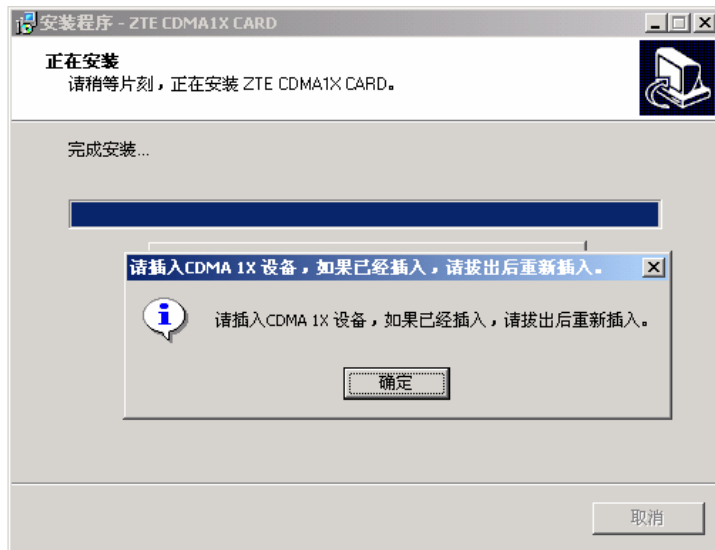 安装程序 - ZTE CDMA1X CARD
正在安装
请稍等片刻，正在安装 ZTE CDMA1X CARD。
完成安装...
请插入CDMA 1X 设备，如果已经插入，请拔出后重新插入。
请插入CDMA 1X 设备，如果已经插入，请拔出后重新插入。
确定
取消